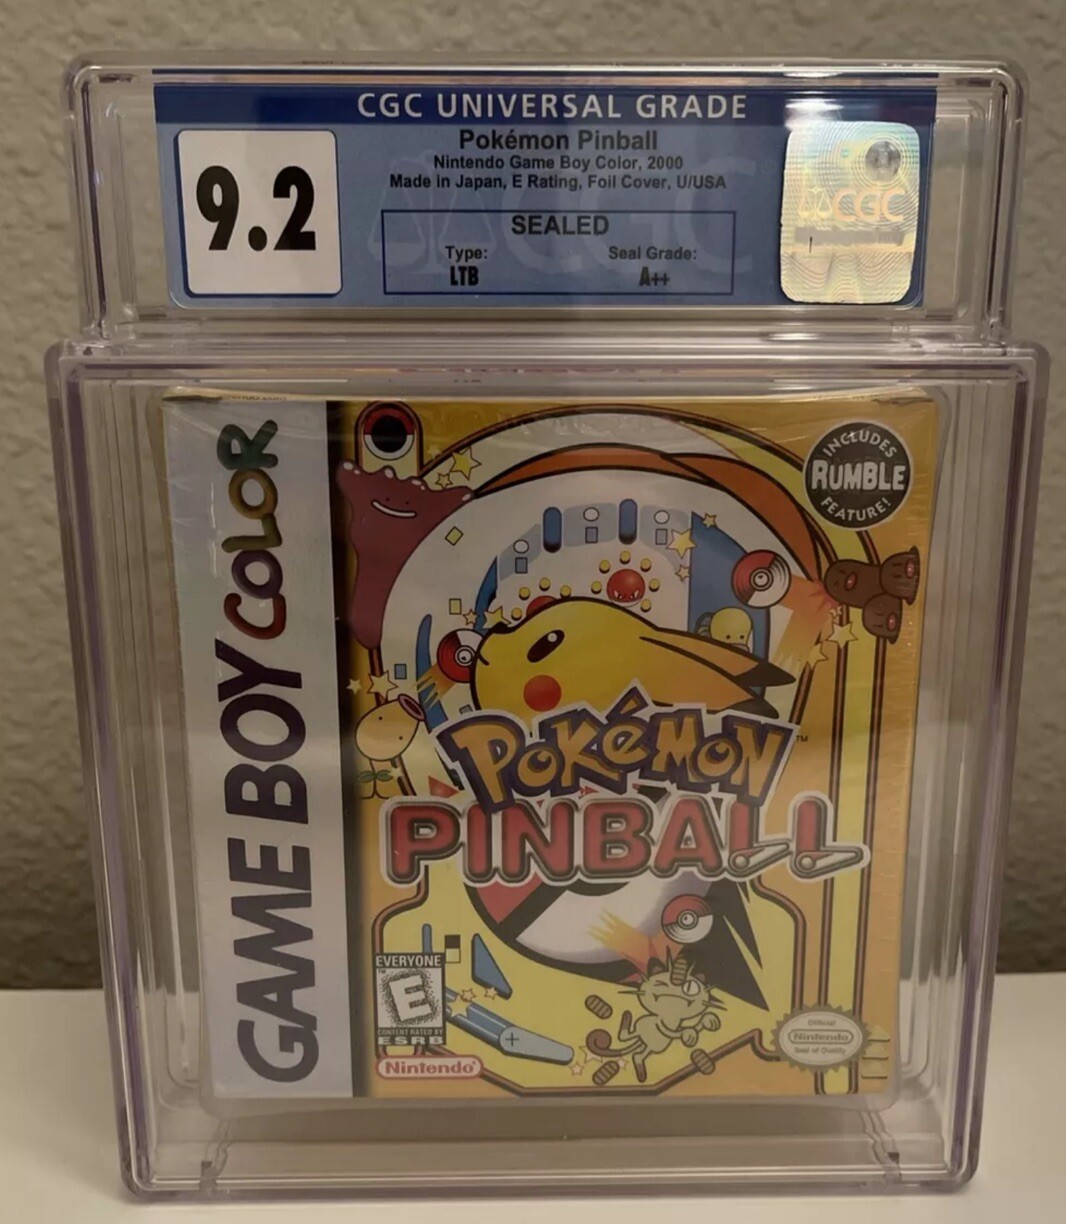 CGC UNIVERSAL GRADE
9.2
Pokémon Pinball
Nintendo Game Boy Color, 2000
Made in Japan, E Rating, Foil Cover, U/USA
SEALED
Type: Seal Grade:
LTB A++
CGC
GAME BOY COLOR
INCLUDES
RUMBLE
FEATURE!
POKéMON
TM
PINBALL
EVERYONE
TM
E
CONTENT RATED BY
ESRB
Nintendo®
Official
Nintendo
Seal of Quality